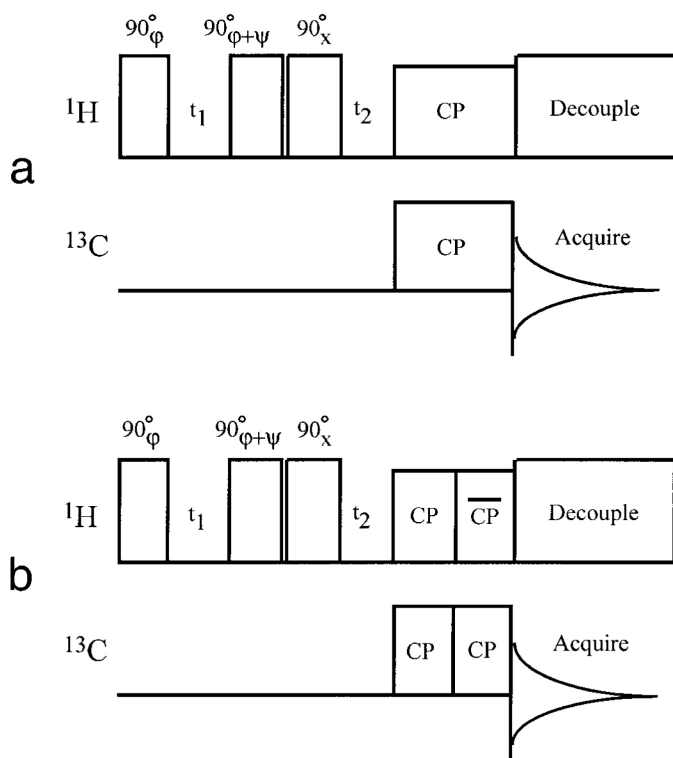 90°φ 90°φ+ψ 90°x
¹H t₁ t₂ CP Decouple
a
¹³C CP Acquire
90°φ 90°φ+ψ 90°x
¹H t₁ t₂ CP C̅P̅ Decouple
b
¹³C CP CP Acquire